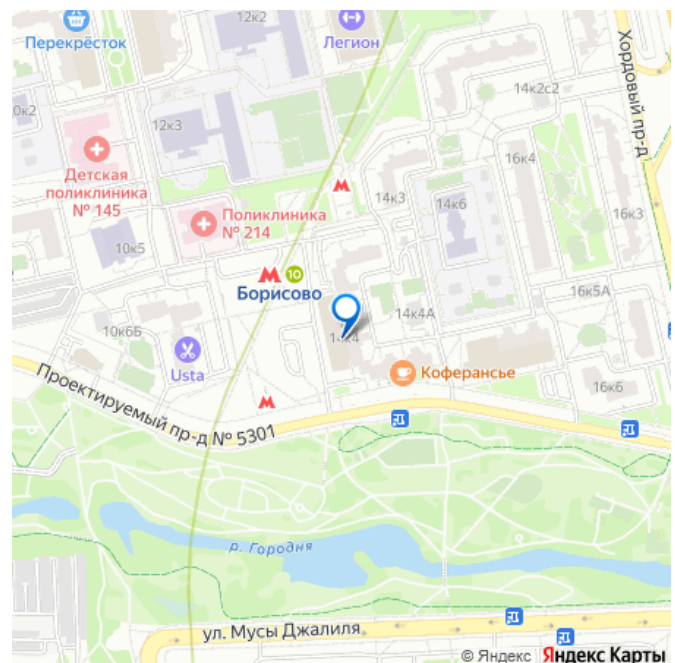 12к2
Перекрёсток
Легион
Хордовый пр-д
14к2с2
0к2
12к3
16к4
Детская
поликлиника
№ 145
14к3
14к6
Поликлиника
№ 214
16к3
10к5
10
Борисово
16к5А
14к4А
14к4
10к6Б
Usta
Коферансье
16к6
Проектируемый пр-д № 5301
р. Городня
ул. Мусы Джалиля
© Яндекс Яндекс Карты